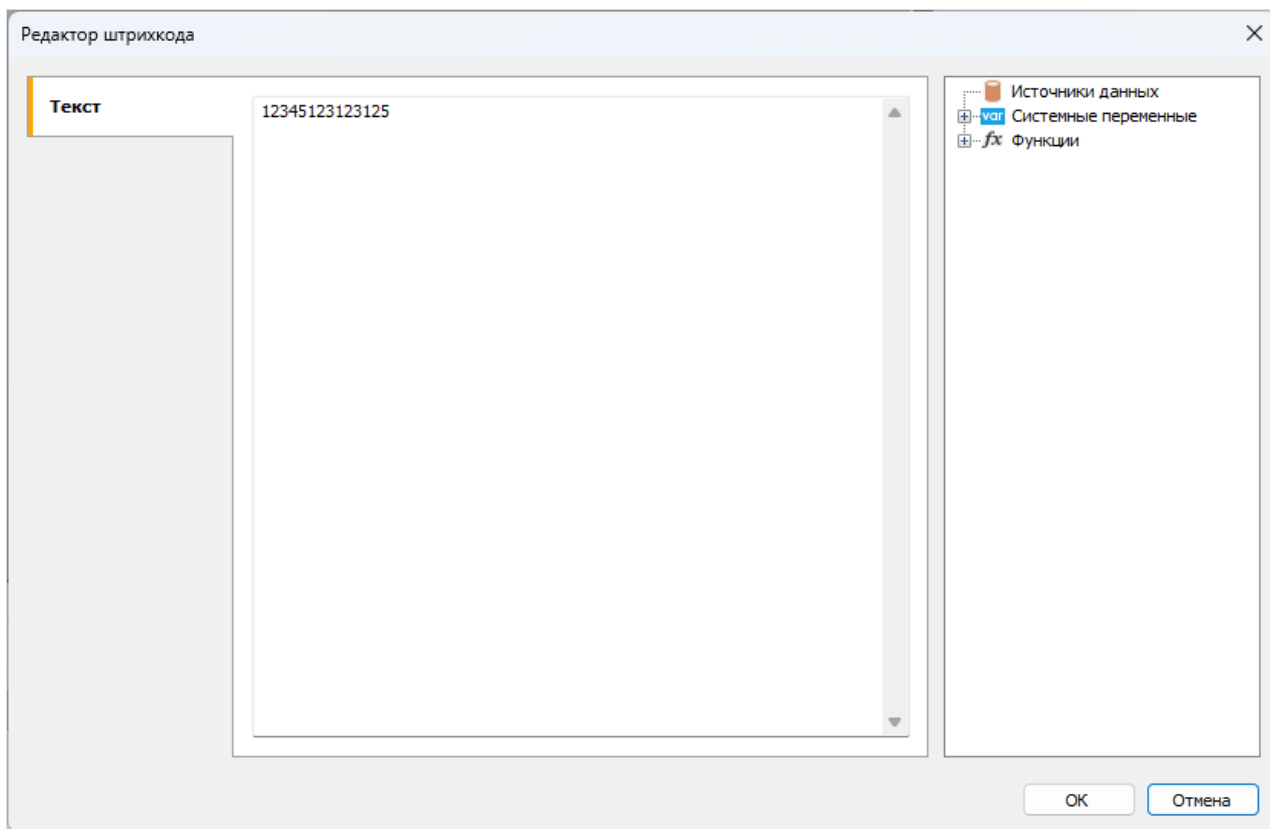 Редактор штрихкода
Текст
12345123123125
Источники данных
var Системные переменные
fx Функции
OK
Отмена